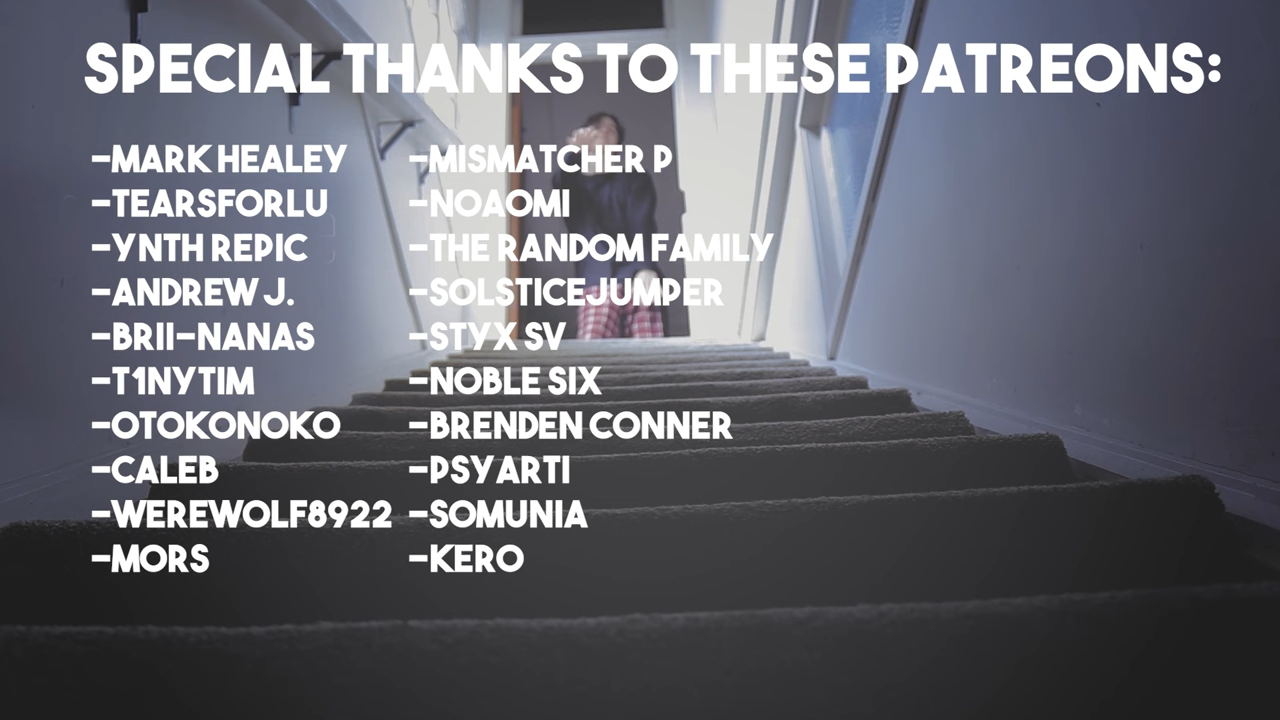 SPECIAL THANKS TO THESE PATREONS:
-MARK HEALEY
-TEARSFORLU
-YNTH REPIC
-ANDREW J.
-BRII-NANAS
-T1NYTIM
-OTOKONOKO
-CALEB
-WEREWOLF8922
-MORS
-MISMATCHER P
-NOAOMI
-THE RANDOM FAMILY
-SOLSTICEJUMPER
-STYX SV
-NOBLE SIX
-BRENDEN CONNER
-PSYARTI
-SOMUNIA
-KERO